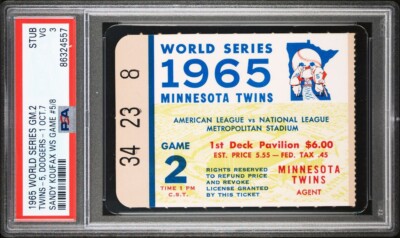 1965 WORLD SERIES GM.2
TWINS -5, DODGERS - 1 OCT.7
SANDY KOUFAX WS GAME #5/8
PSA
STUB
VG
3
86324557
34 23 8
WORLD SERIES
1965
MINNESOTA TWINS
AMERICAN LEAGUE vs NATIONAL LEAGUE
METROPOLITAN STADIUM
GAME
2
TIME 1 P.M.
C.S.T.
1st Deck Pavilion $6.00
EST. PRICE 5.55 - FED. TAX .45
RIGHTS RESERVED
TO REFUND PRICE
AND REVOKE
LICENSE GRANTED
BY THIS TICKET
MINNESOTA
TWINS
AGENT